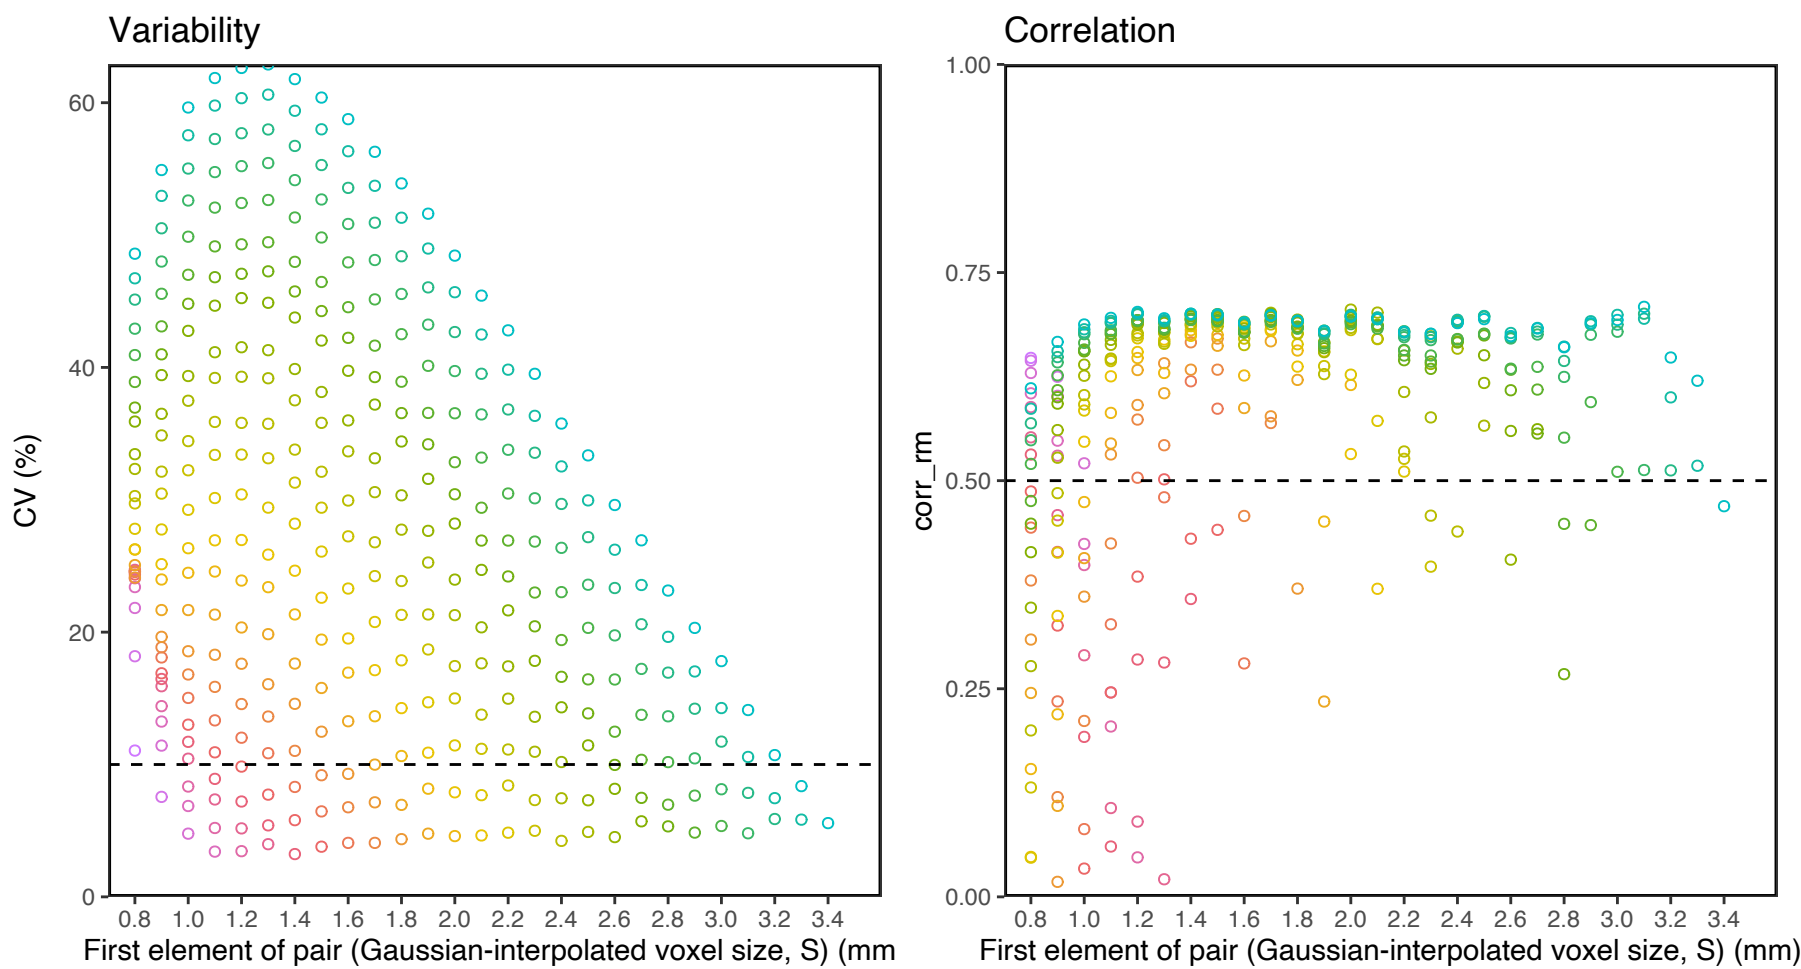 Variability
Correlation
CV (%)
60
40
20
0
0.8 1.0 1.2 1.4 1.6 1.8 2.0 2.2 2.4 2.6 2.8 3.0 3.2 3.4
First element of pair (Gaussian-interpolated voxel size, S) (mm
corr_rm
1.00
0.75
0.50
0.25
0.00
0.8 1.0 1.2 1.4 1.6 1.8 2.0 2.2 2.4 2.6 2.8 3.0 3.2 3.4
First element of pair (Gaussian-interpolated voxel size, S) (mm)